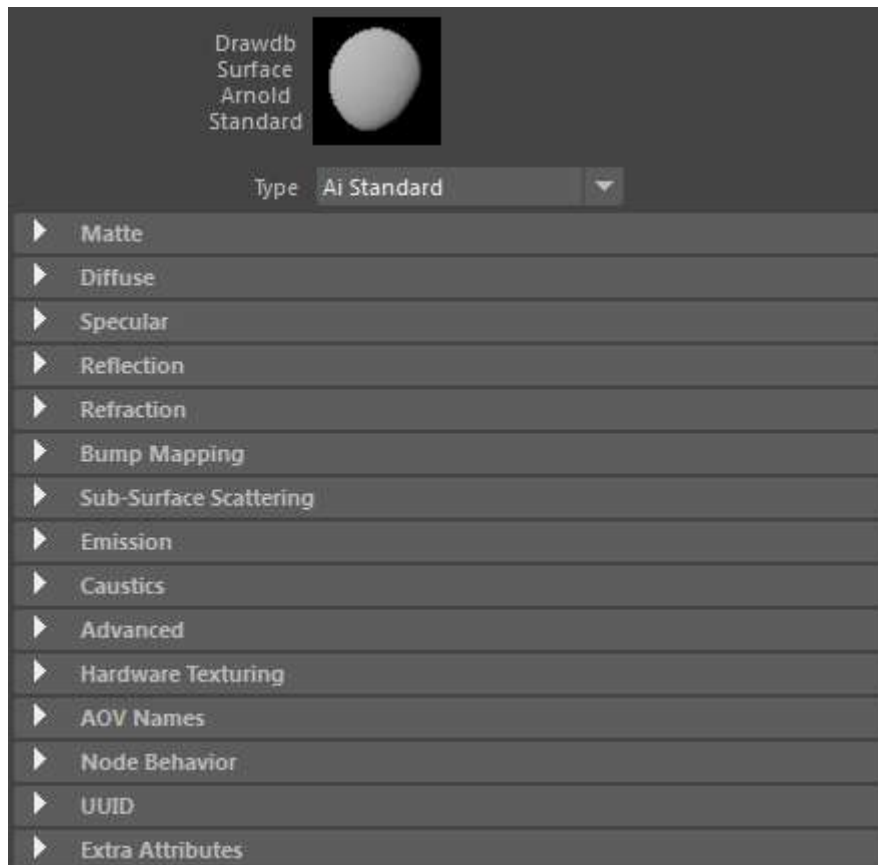 Drawdb
Surface
Arnold
Standard
Type Ai Standard
Matte
Diffuse
Specular
Reflection
Refraction
Bump Mapping
Sub-Surface Scattering
Emission
Caustics
Advanced
Hardware Texturing
AOV Names
Node Behavior
UUID
Extra Attributes